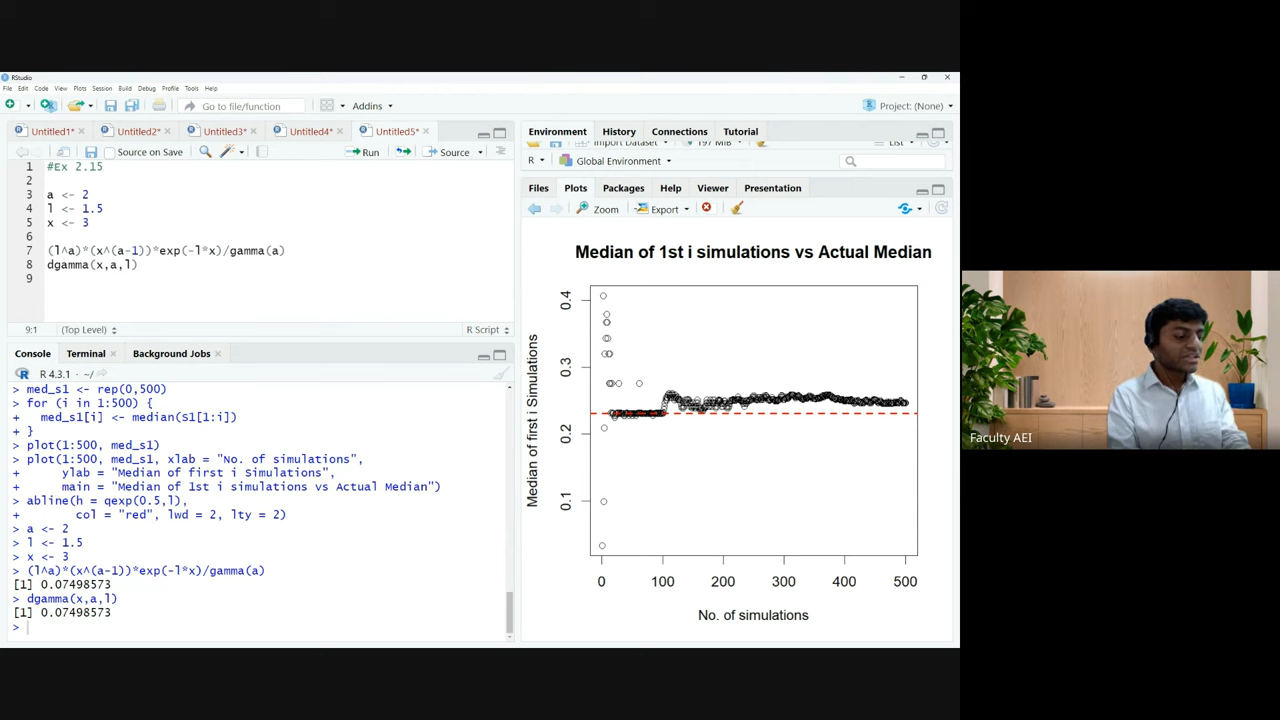 RStudio
File Edit Code View Plots Session Build Debug Profile Tools Help
Go to file/function
Addins
Project: (None)
Untitled1* Untitled2* Untitled3* Untitled4* Untitled5*
Source on Save
Run
Source
1 #Ex 2.15
2
3 a <- 2
4 l <- 1.5
5 x <- 3
6
7 (l^a)*(x^(a-1))*exp(-l*x)/gamma(a)
8 dgamma(x,a,l)
9
9:1 (Top Level) R Script
Console Terminal Background Jobs
R 4.3.1 · ~/
> med_s1 <- rep(0,500)
> for (i in 1:500) {
+ med_s1[i] <- median(S1[1:i])
+ }
> plot(1:500, med_s1)
> plot(1:500, med_s1, xlab = "No. of simulations",
+ ylab = "Median of first i Simulations",
+ main = "Median of 1st i simulations vs Actual Median")
> abline(h = qexp(0.5,l),
+ col = "red", lwd = 2, lty = 2)
> a <- 2
> l <- 1.5
> x <- 3
> (l^a)*(x^(a-1))*exp(-l*x)/gamma(a)
[1] 0.07498573
> dgamma(x,a,l)
[1] 0.07498573
>
Environment History Connections Tutorial
Import Dataset 197 MiB List
R Global Environment
Files Plots Packages Help Viewer Presentation
Zoom Export
Median of 1st i simulations vs Actual Median
Median of first i Simulations
0.4
0.3
0.2
0.1
0 100 200 300 400 500
No. of simulations
Faculty AEI